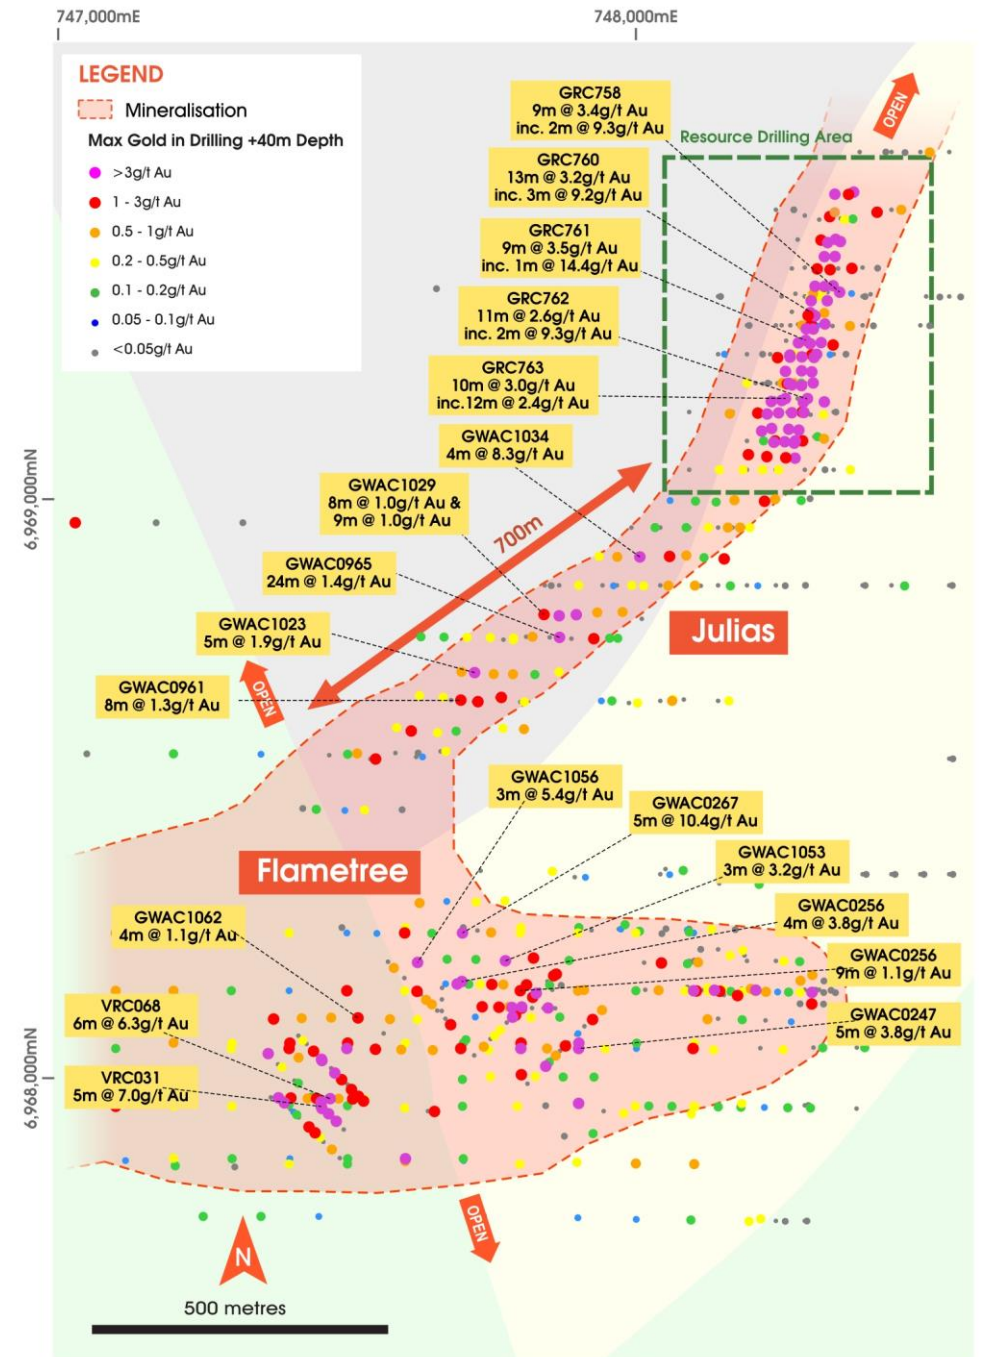 747,000mE
748,000mE
LEGEND
Mineralisation
Max Gold in Drilling +40m Depth
>3g/t Au
1 - 3g/t Au
0.5 - 1g/t Au
0.2 - 0.5g/t Au
0.1 - 0.2g/t Au
0.05 - 0.1g/t Au
<0.05g/t Au
GRC758
9m @ 3.4g/t Au
inc. 2m @ 9.3g/t Au
OPEN
Resource Drilling Area
GRC760
13m @ 3.2g/t Au
inc. 3m @ 9.2g/t Au
GRC761
9m @ 3.5g/t Au
inc. 1m @ 14.4g/t Au
GRC762
11m @ 2.6g/t Au
inc. 2m @ 9.3g/t Au
GRC763
10m @ 3.0g/t Au
inc.12m @ 2.4g/t Au
GWAC1034
4m @ 8.3g/t Au
6,969,000mN
GWAC1029
8m @ 1.0g/t Au &
9m @ 1.0g/t Au
700m
GWAC0965
24m @ 1.4g/t Au
GWAC1023
5m @ 1.9g/t Au
Julias
OPEN
GWAC0961
8m @ 1.3g/t Au
GWAC1056
3m @ 5.4g/t Au
GWAC0267
5m @ 10.4g/t Au
Flametree
GWAC1053
3m @ 3.2g/t Au
GWAC1062
4m @ 1.1g/t Au
GWAC0256
4m @ 3.8g/t Au
GWAC0256
9m @ 1.1g/t Au
VRC068
6m @ 6.3g/t Au
GWAC0247
5m @ 3.8g/t Au
6,968,000mN
VRC031
5m @ 7.0g/t Au
OPEN
N
500 metres